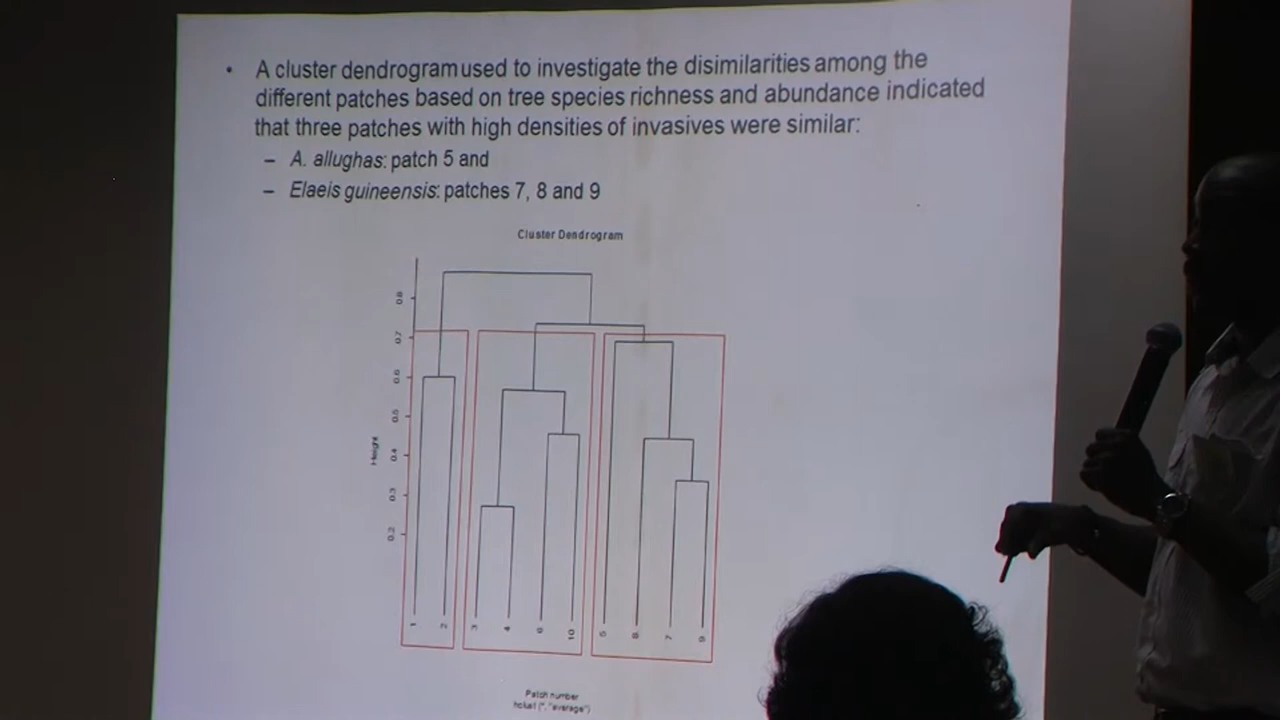 • A cluster dendrogram used to investigate the disimilarities among the
different patches based on tree species richness and abundance indicated
that three patches with high densities of invasives were similar:
– A. allughas: patch 5 and
– Elaeis guineensis: patches 7, 8 and 9
Cluster Dendrogram
0.8
0.7
0.6
0.5
0.4
0.3
0.2
Height
1 2 3 4 6 10 5 8 7 9
Patch number
hclust (*, "average")